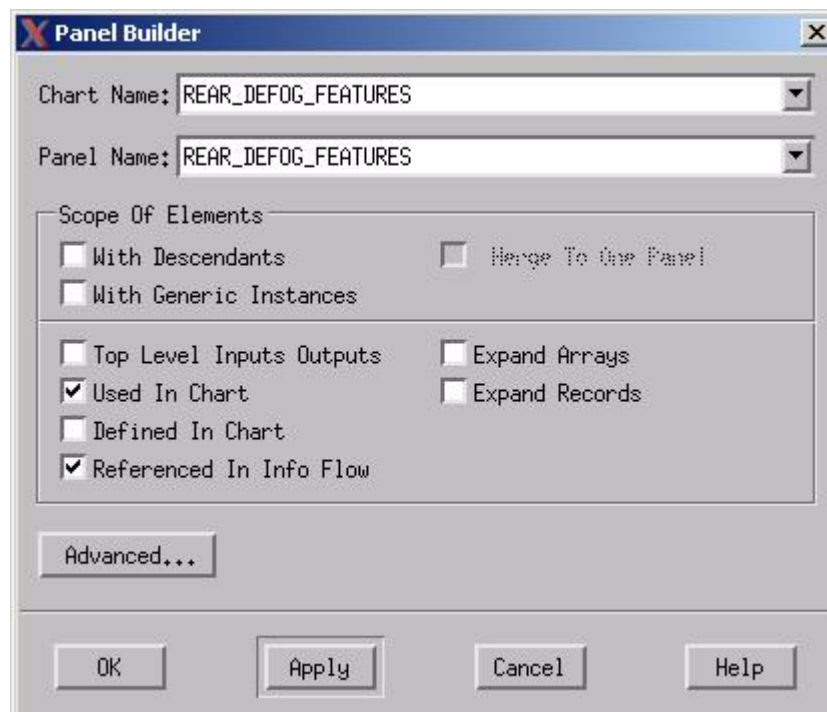 Panel Builder
Chart Name: REAR_DEFOG_FEATURES
Panel Name: REAR_DEFOG_FEATURES
Scope Of Elements
With Descendants Merge To One Panel
With Generic Instances
Top Level Inputs Outputs Expand Arrays
Used In Chart Expand Records
Defined In Chart
Referenced In Info Flow
Advanced...
OK Apply Cancel Help